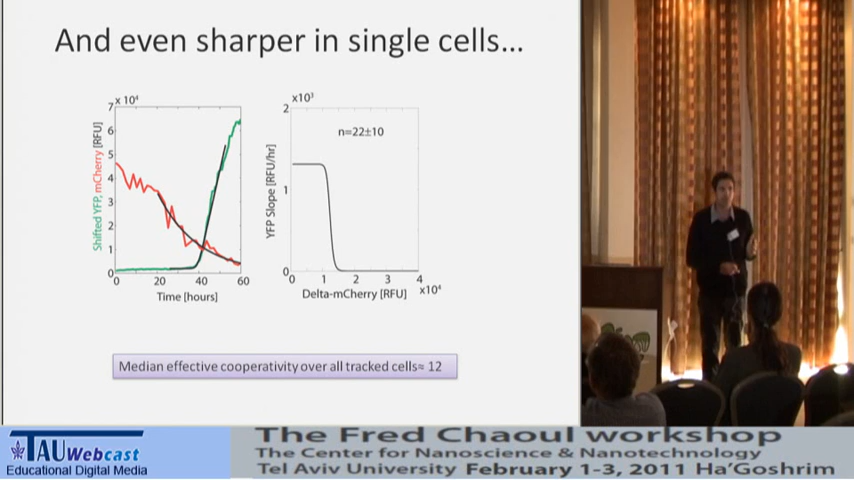 And even sharper in single cells...
x 10⁴
7
6
5
4
3
2
1
0
Shifted YFP, mCherry [RFU]
0
20
40
60
Time [hours]
x10³
2
1
0
YFP Slope [RFU/hr]
n=22±10
0
1
2
3
4
x10⁴
Delta-mCherry [RFU]
Median effective cooperativity over all tracked cells≈ 12
TAU Webcast
Educational Digital Media
The Fred Chaoul workshop
The Center for Nanoscience & Nanotechnology
Tel Aviv University February 1-3, 2011 Ha'Goshrim